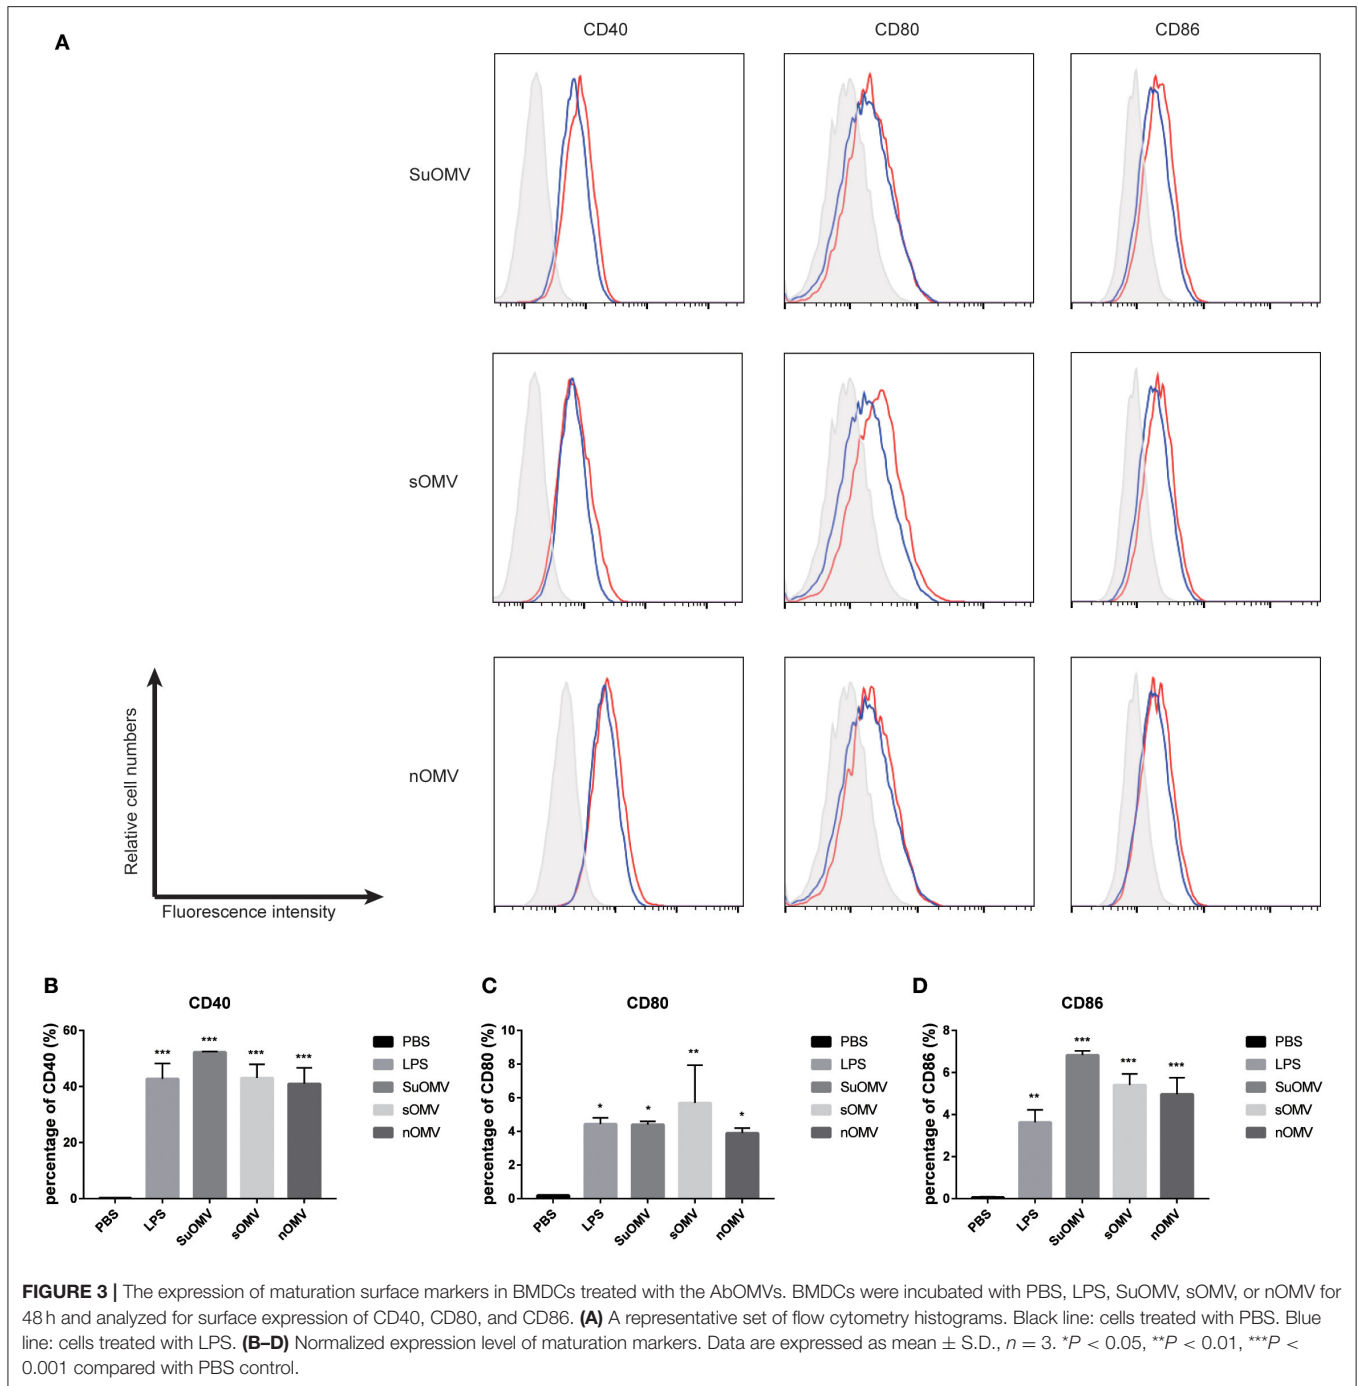 A
CD40
CD80
CD86
SuOMV
sOMV
nOMV
Relative cell numbers
Fluorescence intensity
B
CD40
percentage of CD40 (%)
60
40
20
0
***
***
***
***
PBS
LPS
SuOMV
sOMV
nOMV
PBS
LPS
SuOMV
sOMV
nOMV
C
CD80
percentage of CD80 (%)
10
8
6
4
2
0
*
*
**
*
PBS
LPS
SuOMV
sOMV
nOMV
PBS
LPS
SuOMV
sOMV
nOMV
D
CD86
percentage of CD86 (%)
8
6
4
2
0
**
***
***
***
PBS
LPS
SuOMV
sOMV
nOMV
PBS
LPS
SuOMV
sOMV
nOMV
FIGURE 3 | The expression of maturation surface markers in BMDCs treated with the AbOMVs. BMDCs were incubated with PBS, LPS, SuOMV, sOMV, or nOMV for
48 h and analyzed for surface expression of CD40, CD80, and CD86. (A) A representative set of flow cytometry histograms. Black line: cells treated with PBS. Blue
line: cells treated with LPS. (B–D) Normalized expression level of maturation markers. Data are expressed as mean ± S.D., n = 3. *P < 0.05, **P < 0.01, ***P <
0.001 compared with PBS control.